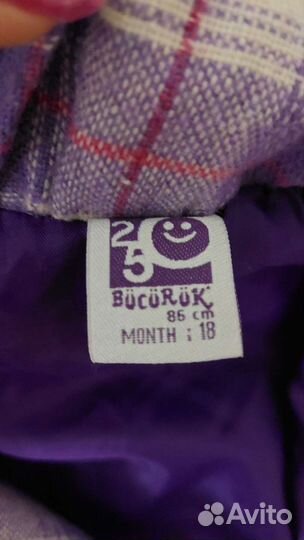 25
BÜCÜRÜK
86 cm
MONTH : 18
Avito